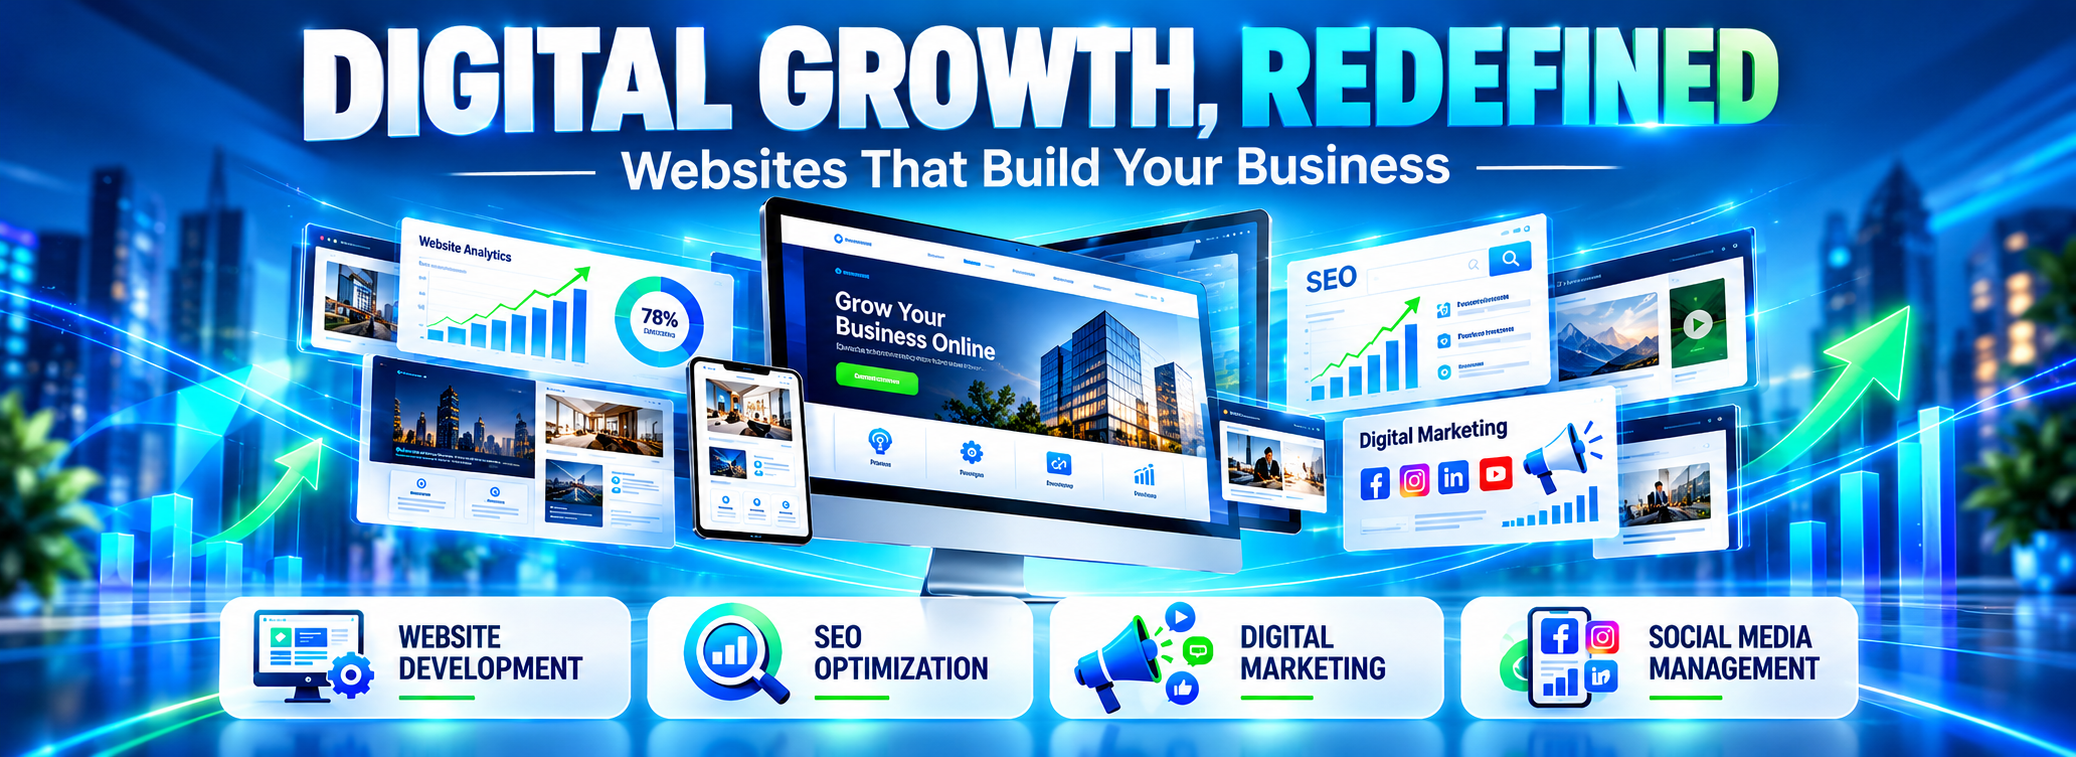 DIGITAL GROWTH, REDEFINED
Websites That Build Your Business
Website Analytics
78%
Grow Your
Business Online
SEO
Digital Marketing
WEBSITE
DEVELOPMENT
SEO
OPTIMIZATION
DIGITAL
MARKETING
SOCIAL MEDIA
MANAGEMENT